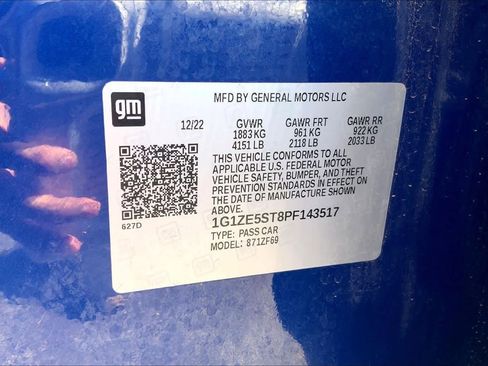 gm
MFD BY GENERAL MOTORS LLC
12/22 GVWR GAWR FRT GAWR RR
1883 KG 961 KG 922 KG
4151 LB 2118 LB 2033 LB
THIS VEHICLE CONFORMS TO ALL
APPLICABLE U.S. FEDERAL MOTOR
VEHICLE SAFETY, BUMPER, AND THEFT
PREVENTION STANDARDS IN EFFECT ON
THE DATE OF MANUFACTURE SHOWN
ABOVE.
627D
1G1ZE5ST8PF143517
TYPE: PASS CAR
MODEL: 871ZF69